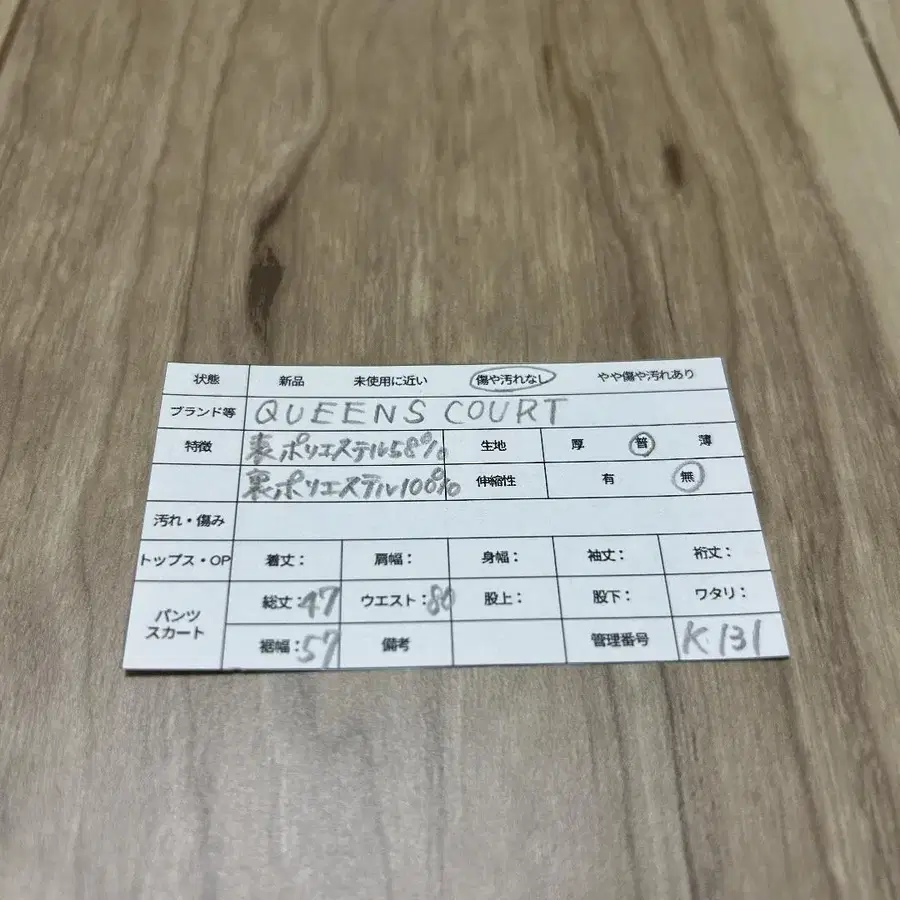 状態 新品 未使用に近い 傷や汚れなし やや傷や汚れあり
ブランド等 QUEENS COURT
特徴 表ポリエステル58% 生地 厚 普 薄
裏ポリエステル100% 伸縮性 有 無
汚れ・傷み
トップス・OP 着丈： 肩幅： 身幅： 袖丈： 裄丈：
パンツ スカート 総丈：47 ウエスト：80 股上： 股下： ワタリ：
裾幅：57 備考 管理番号 K131